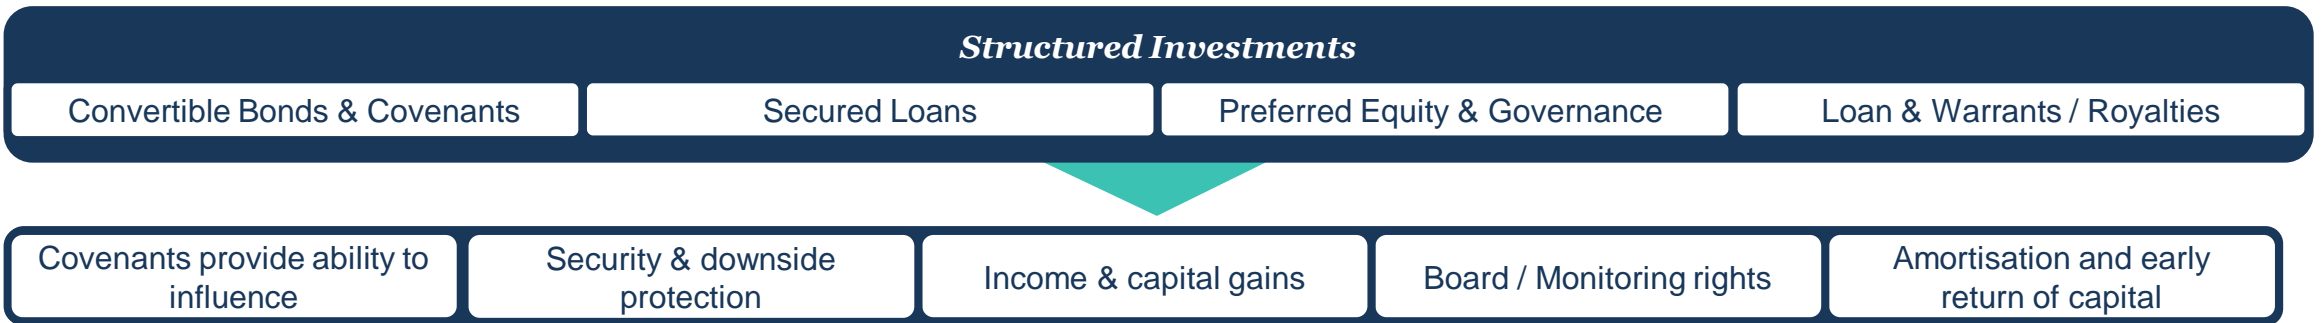 Structured Investments
Convertible Bonds & Covenants
Secured Loans
Preferred Equity & Governance
Loan & Warrants / Royalties
Covenants provide ability to
influence
Security & downside
protection
Income & capital gains
Board / Monitoring rights
Amortisation and early
return of capital